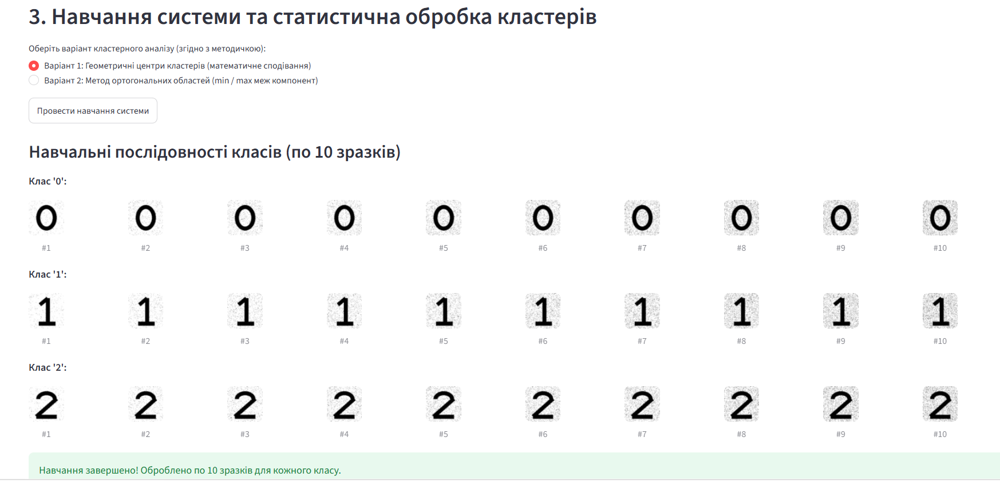 3. Навчання системи та статистична обробка кластерів
Оберіть варіант кластерного аналізу (згідно з методичкою):
Варіант 1: Геометричні центри кластерів (математичне сподівання)
Варіант 2: Метод ортогональних областей (min / max меж компонент)
Провести навчання системи
Навчальні послідовності класів (по 10 зразків)
Клас '0':
0 0 0 0 0 0 0 0 0 0
#1 #2 #3 #4 #5 #6 #7 #8 #9 #10
Клас '1':
1 1 1 1 1 1 1 1 1 1
#1 #2 #3 #4 #5 #6 #7 #8 #9 #10
Клас '2':
2 2 2 2 2 2 2 2 2 2
#1 #2 #3 #4 #5 #6 #7 #8 #9 #10
Навчання завершено! Оброблено по 10 зразків для кожного класу.